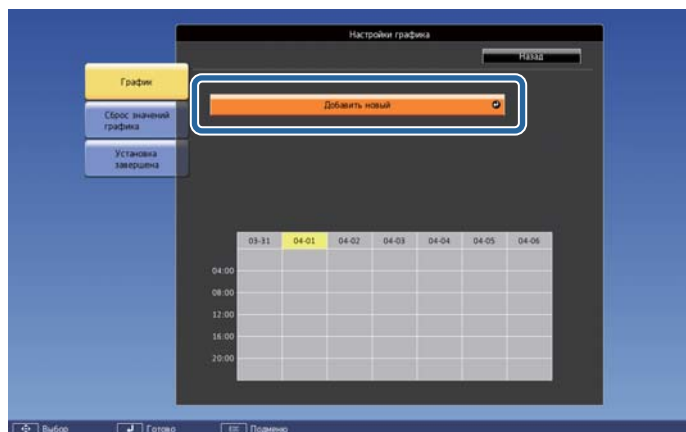 Настройки графика
Назад
График
Добавить новый
Сброс значений
графика
Установка
завершена
03-31 04-01 04-02 04-03 04-04 04-05 04-06
04:00
08:00
12:00
16:00
20:00
Выбор Готово Подменю